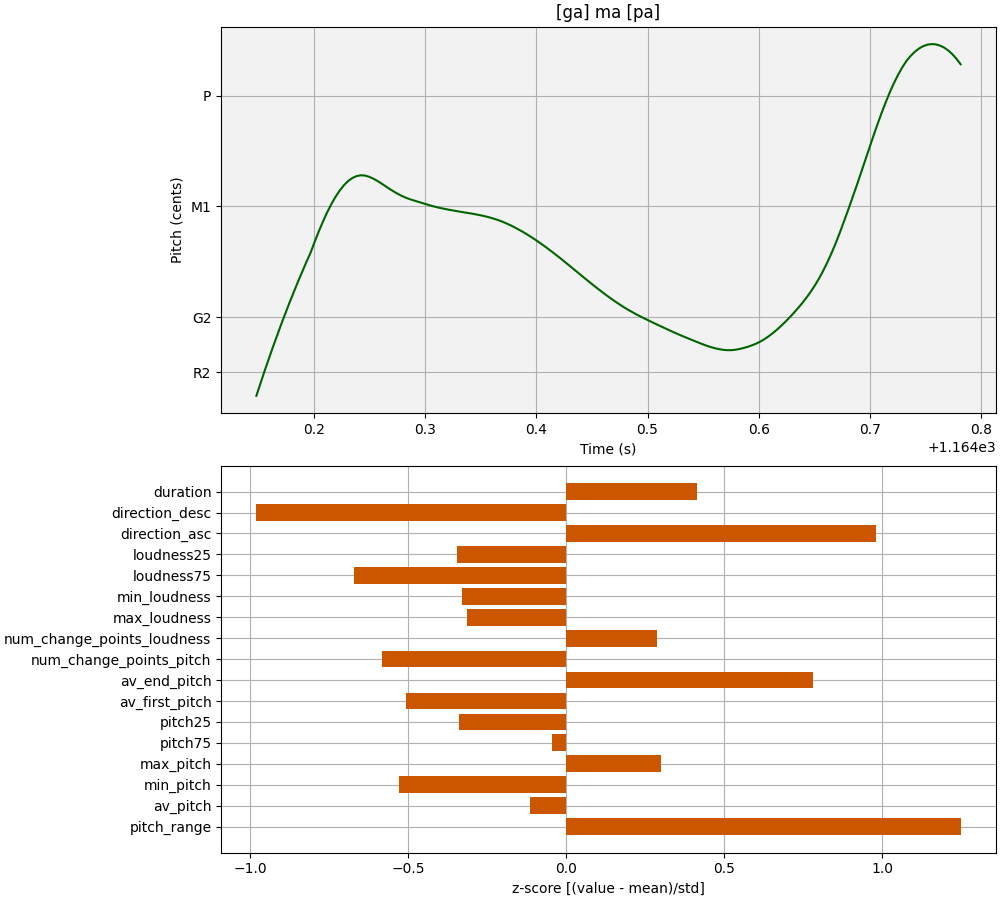 [ga] ma [pa]
P
M1
G2
R2
Pitch (cents)
0.2 0.3 0.4 0.5 0.6 0.7 0.8
Time (s)
+1.164e3
duration
direction_desc
direction_asc
loudness25
loudness75
min_loudness
max_loudness
num_change_points_loudness
num_change_points_pitch
av_end_pitch
av_first_pitch
pitch25
pitch75
max_pitch
min_pitch
av_pitch
pitch_range
−1.0 −0.5 0.0 0.5 1.0
z-score [(value - mean)/std]